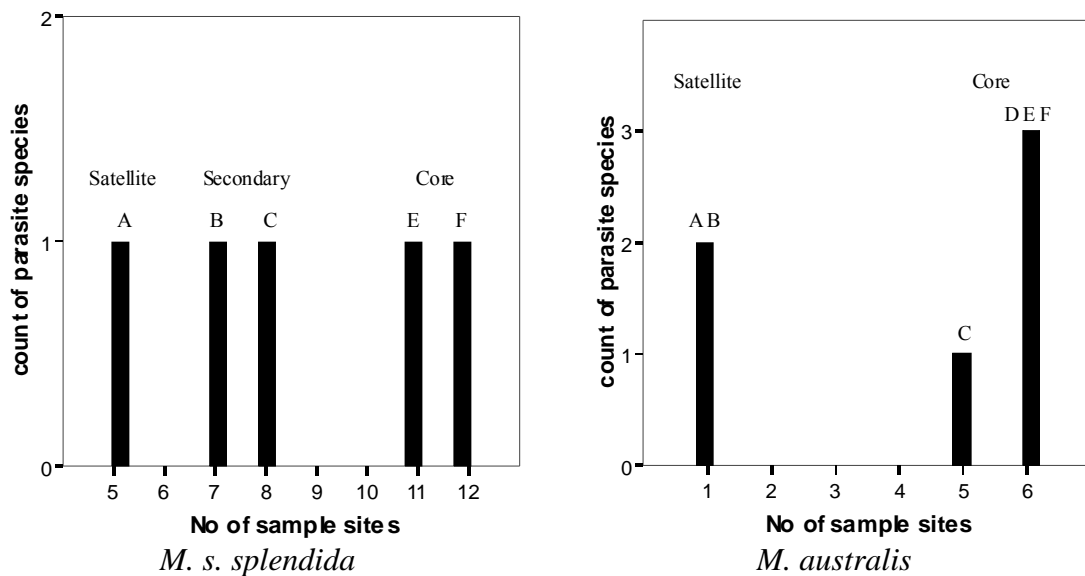 2
count of parasite species
Satellite Secondary Core
A B C E F
1
0
5 6 7 8 9 10 11 12
No of sample sites
M. s. splendida
Satellite Core
D E F
3
count of parasite species
A B
2
C
1
0
1 2 3 4 5 6
No of sample sites
M. australis